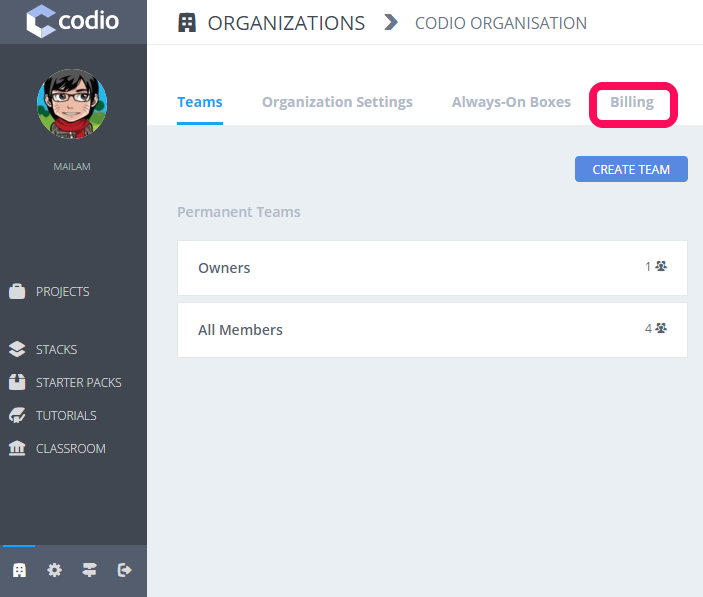 codio
ORGANIZATIONS CODIO ORGANISATION
Teams Organization Settings Always-On Boxes Billing
MAILAM
CREATE TEAM
Permanent Teams
Owners 1
All Members 4
PROJECTS
STACKS
STARTER PACKS
TUTORIALS
CLASSROOM